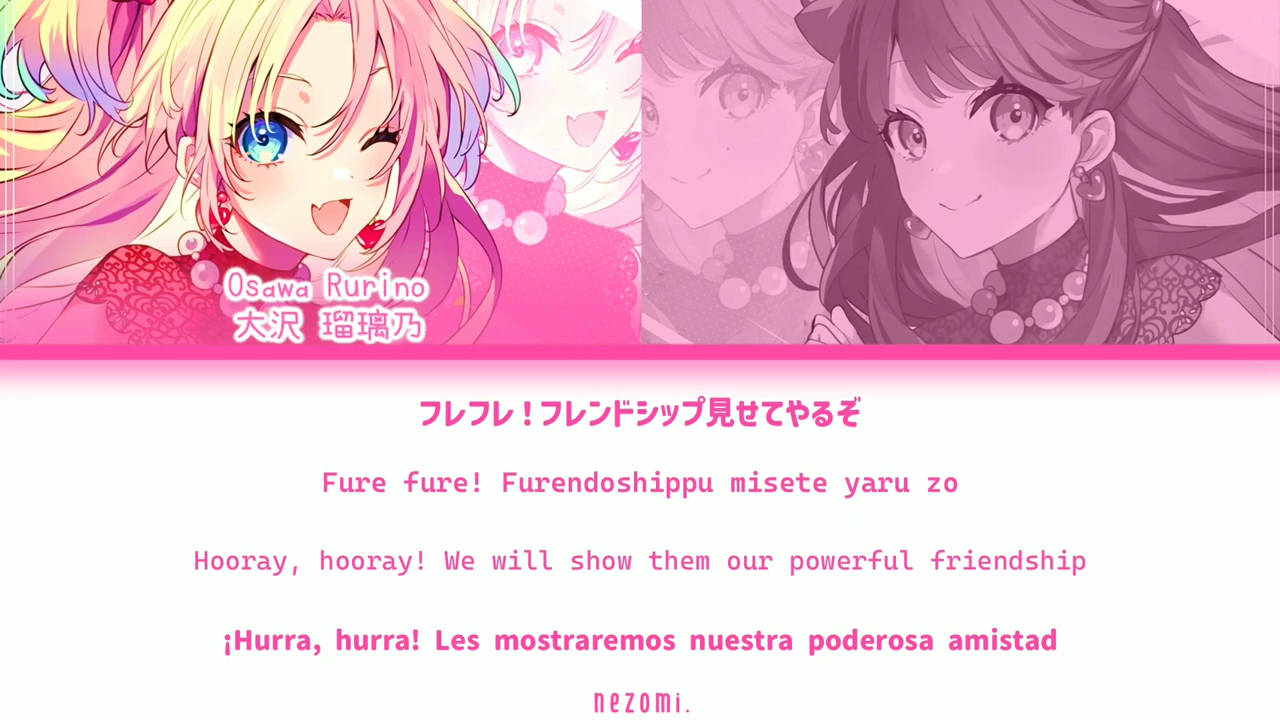 Osawa Rurino
大沢 瑠璃乃
フレフレ！フレンドシップ見せてやるぞ
Fure fure! Furendoshippu misete yaru zo
Hooray, hooray! We will show them our powerful friendship
¡Hurra, hurra! Les mostraremos nuestra poderosa amistad
nezomi.